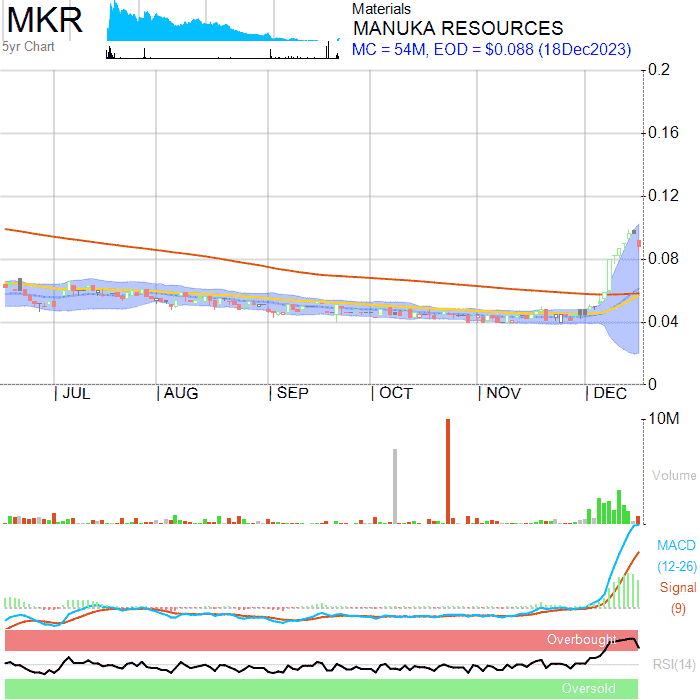 MKR
5yr Chart
Materials
MANUKA RESOURCES
MC = 54M, EOD = $0.088 (18Dec2023)
0.2
0.16
0.12
0.08
0.04
0
JUL AUG SEP OCT NOV DEC
10M
Volume
MACD
(12-26)
Signal
(9)
Overbought
RSI(14)
Oversold